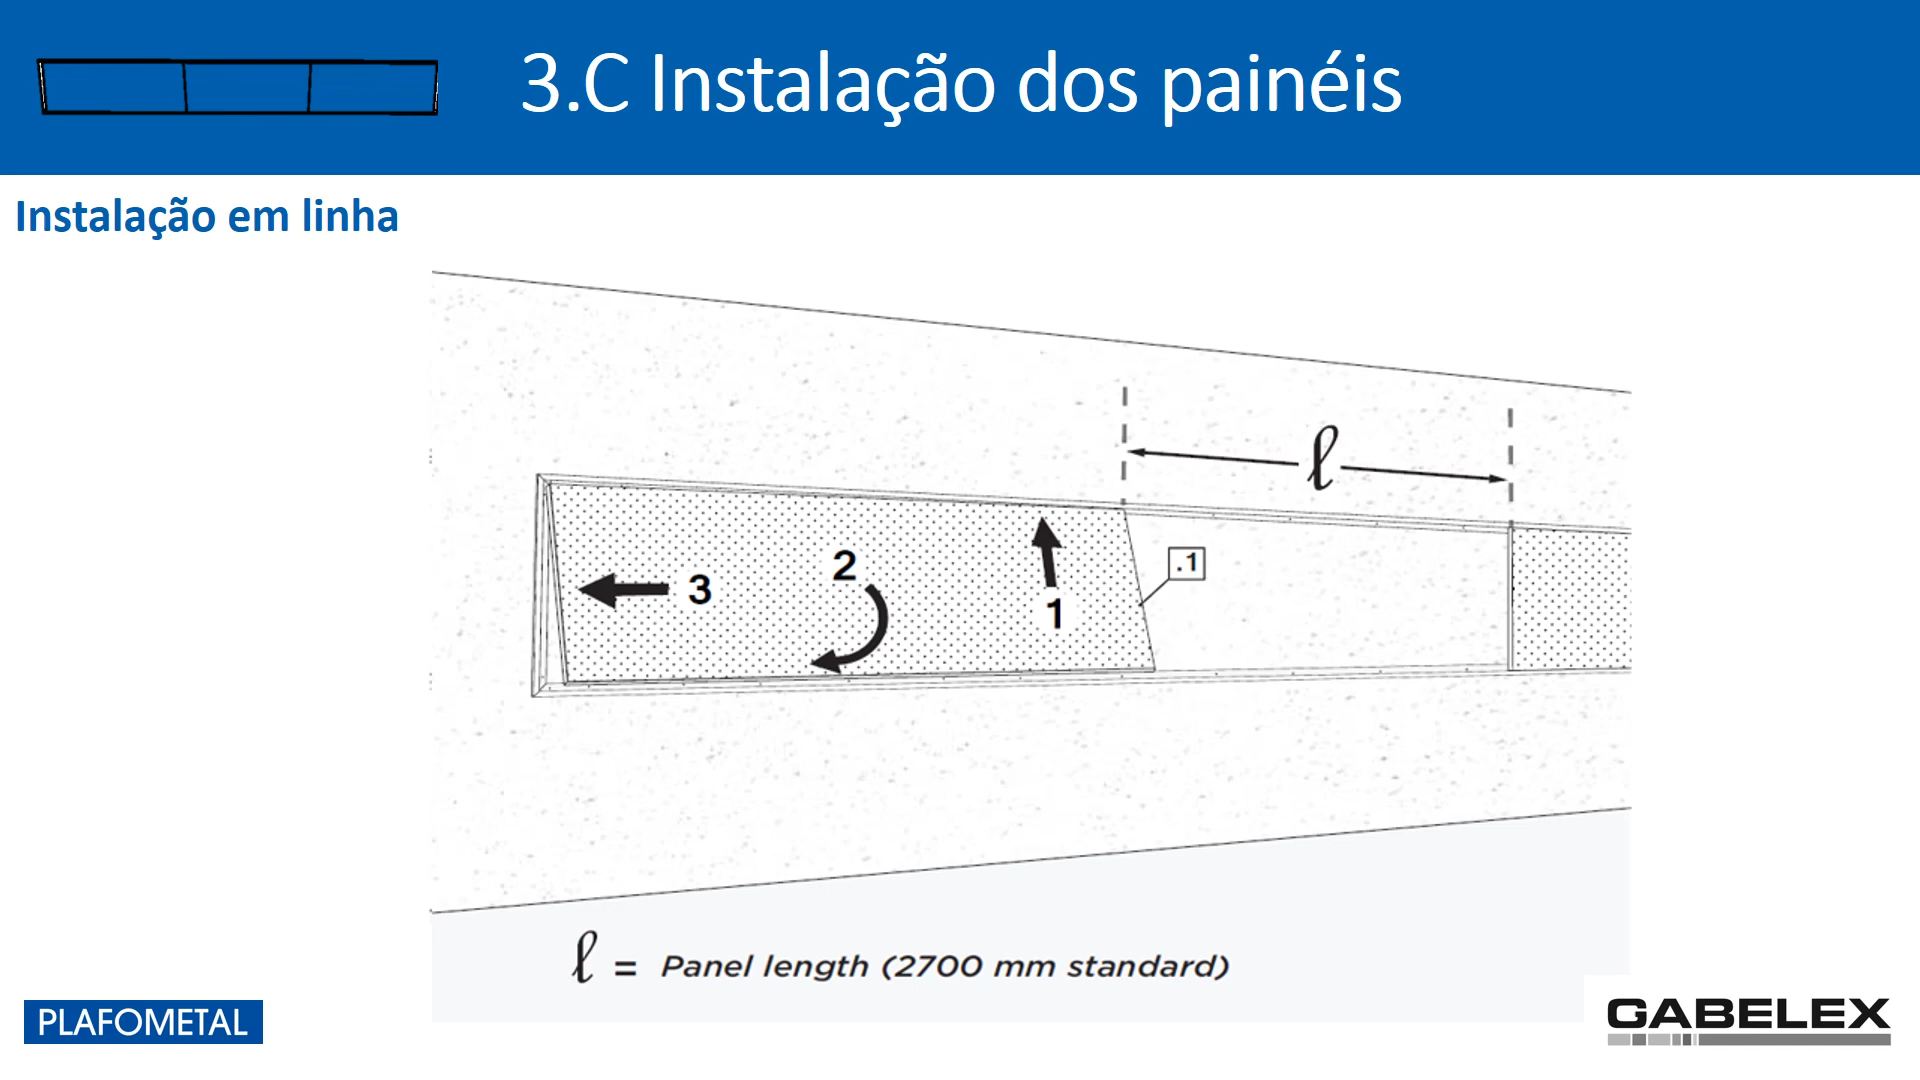 3.C Instalação dos painéis
Instalação em linha
ℓ
.1
2
3
1
ℓ = Panel length (2700 mm standard)
PLAFOMETAL
GABELEX